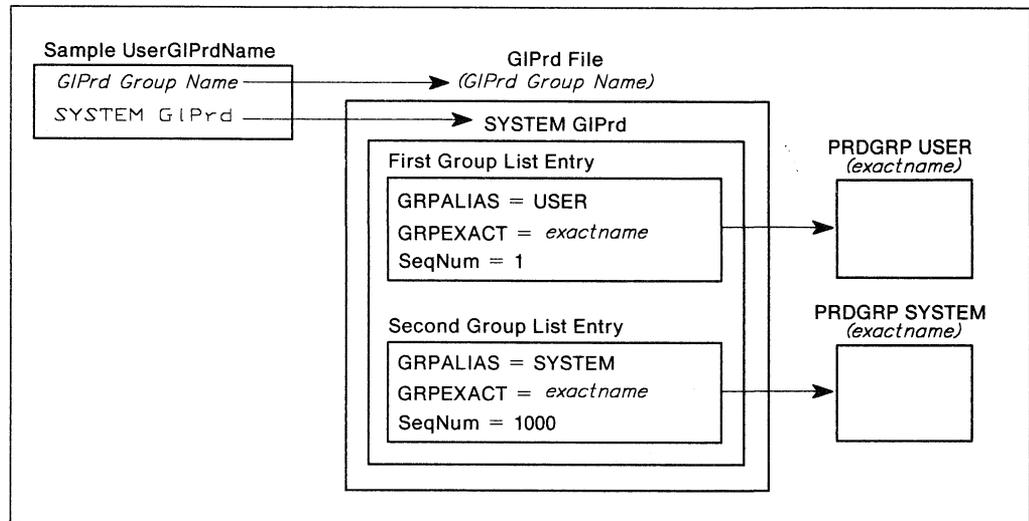 Sample UserGlPrdName
GlPrd Group Name
SYSTEM GlPrd
GlPrd File
(GlPrd Group Name)
SYSTEM GlPrd
First Group List Entry
GRPALIAS = USER
GRPEXACT = exactname
SeqNum = 1
Second Group List Entry
GRPALIAS = SYSTEM
GRPEXACT = exactname
SeqNum = 1000
PRDGRP USER
(exactname)
PRDGRP SYSTEM
(exactname)